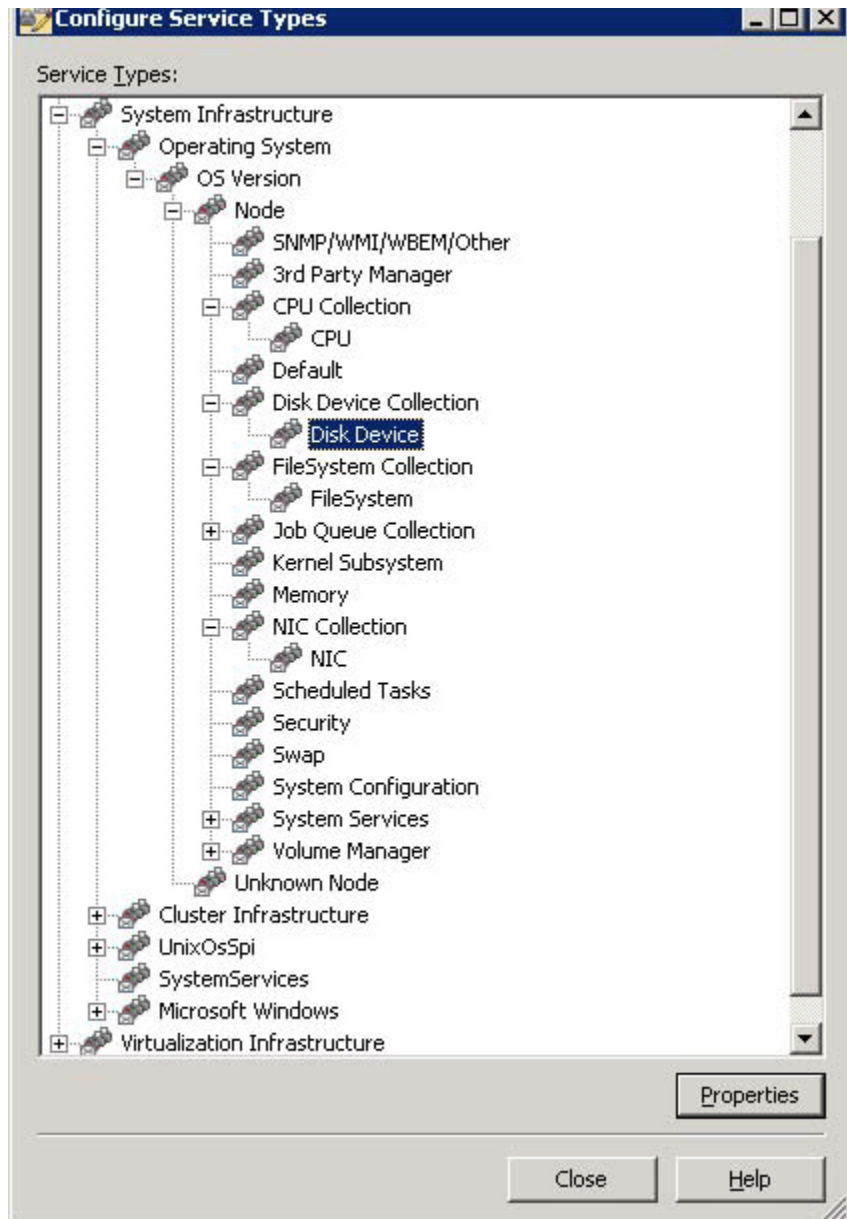 Configure Service Types
Service Types:
System Infrastructure
Operating System
OS Version
Node
SNMP/WMI/WBEM/Other
3rd Party Manager
CPU Collection
CPU
Default
Disk Device Collection
Disk Device
FileSystem Collection
FileSystem
Job Queue Collection
Kernel Subsystem
Memory
NIC Collection
NIC
Scheduled Tasks
Security
Swap
System Configuration
System Services
Volume Manager
Unknown Node
Cluster Infrastructure
UnixOsSpi
SystemServices
Microsoft Windows
Virtualization Infrastructure
Properties
Close Help